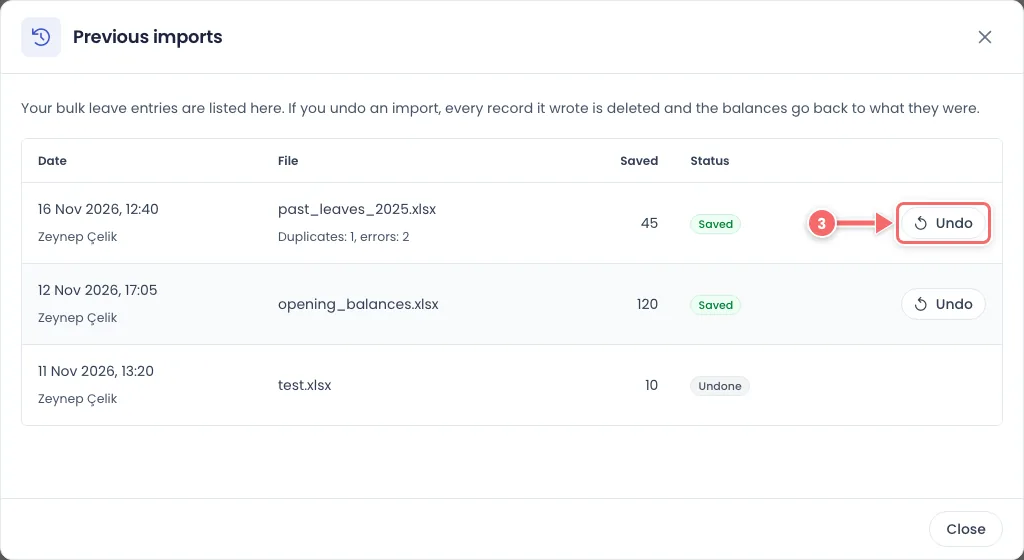 Previous imports
Your bulk leave entries are listed here. If you undo an import, every record it wrote is deleted and the balances go back to what they were.
Date File Saved Status
16 Nov 2026, 12:40 past_leaves_2025.xlsx 45 Saved 3 Undo
Zeynep Çelik Duplicates: 1, errors: 2
12 Nov 2026, 17:05 opening_balances.xlsx 120 Saved Undo
Zeynep Çelik
11 Nov 2026, 13:20 test.xlsx 10 Undone
Zeynep Çelik
Close